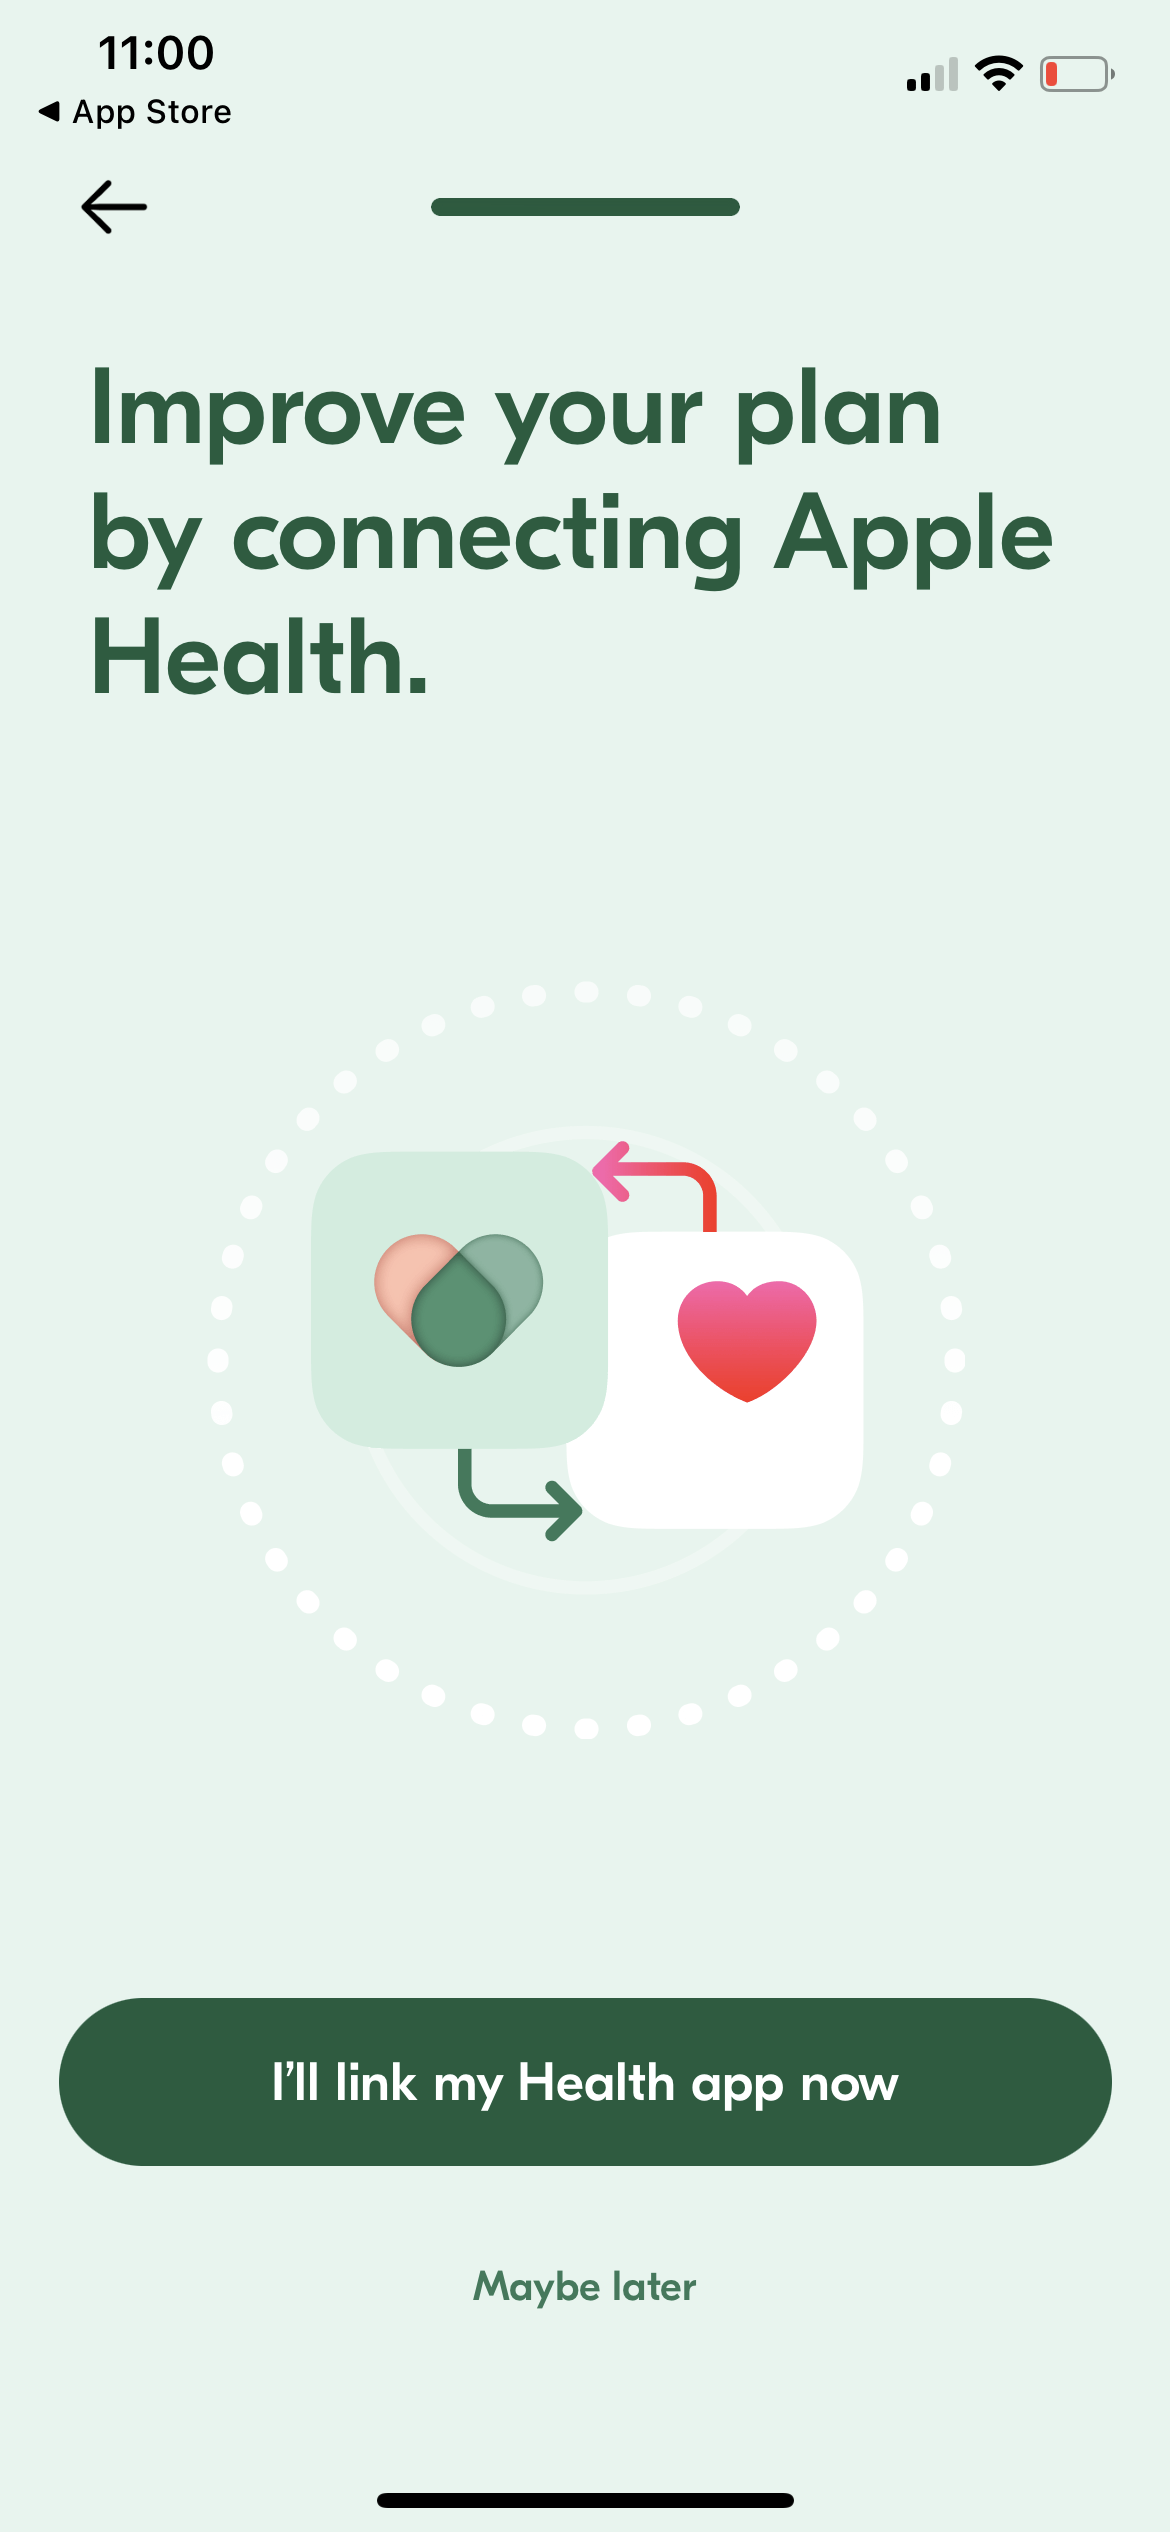 11:00
App Store
Improve your plan
by connecting Apple
Health.
I’ll link my Health app now
Maybe later